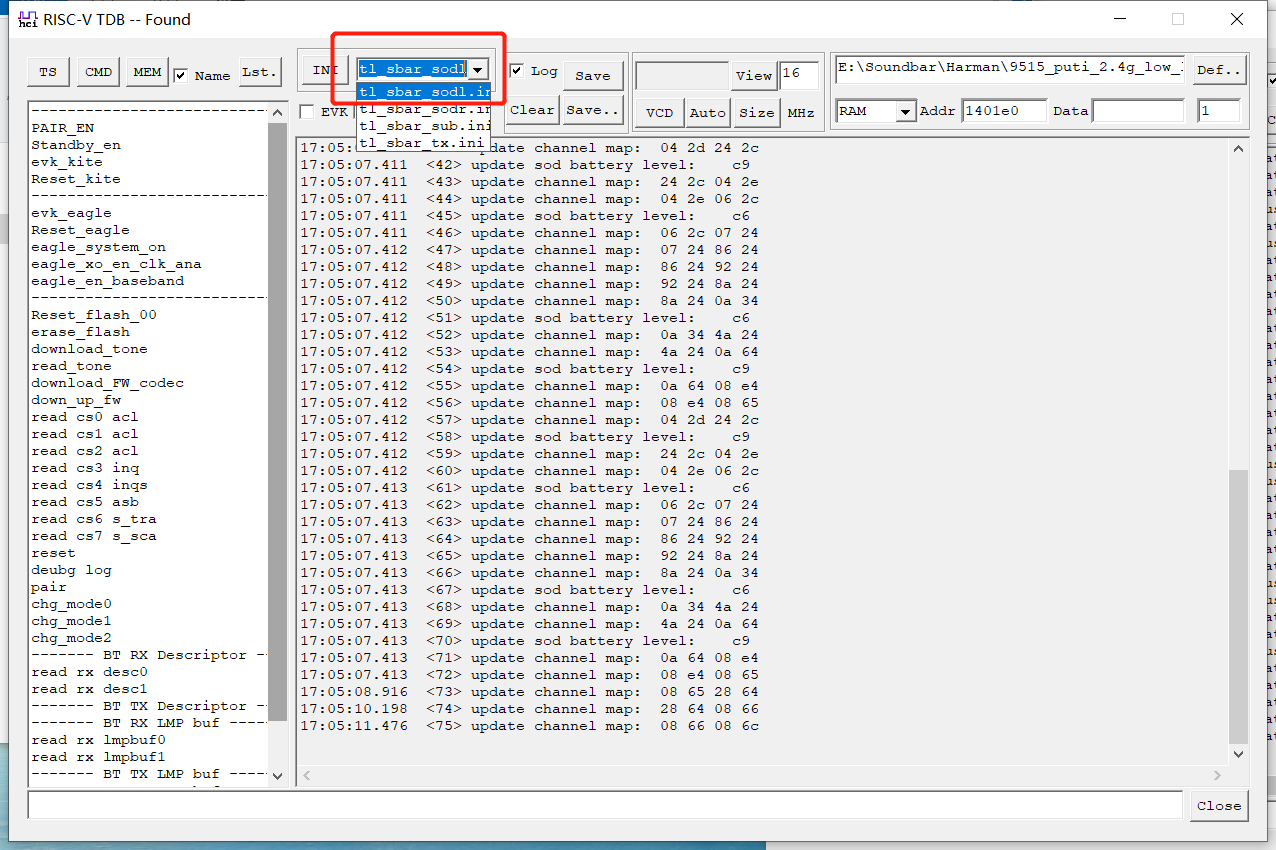 hci RISC-V TDB -- Found
TS CMD MEM Name Lst.
INI tl_sbar_sodl
Log Save
View 16
E:\Soundbar\Harman\9515_puti_2.4g_low_ Def..
tl_sbar_sodl.in
tl_sbar_sodr.in
tl_sbar_sub.ini
tl_sbar_tx.ini
EVK
Clear Save..
VCD Auto Size MHz
RAM Addr 1401e0 Data 1
PAIR_EN
Standby_en
evk_kite
Reset_kite
evk_eagle
Reset_eagle
eagle_system_on
eagle_xo_en_clk_ana
eagle_en_baseband
Reset_flash_00
erase_flash
download_tone
read_tone
download_FW_codec
down_up_fw
read cs0 acl
read cs1 acl
read cs2 acl
read cs3 inq
read cs4 inqs
read cs5 asb
read cs6 s_tra
read cs7 s_sca
reset
deubg log
pair
chg_mode0
chg_mode1
chg_mode2
------- BT RX Descriptor --
read rx desc0
read rx desc1
------- BT TX Descriptor --
------- BT RX LMP buf -----
read rx lmpbuf0
read rx lmpbuf1
------- BT TX LMP buf -----
17:05:0 update channel map: 04 2d 24 2c
17:05:07.411 <42> update sod battery level: c9
17:05:07.411 <43> update channel map: 24 2c 04 2e
17:05:07.411 <44> update channel map: 04 2e 06 2c
17:05:07.411 <45> update sod battery level: c6
17:05:07.411 <46> update channel map: 06 2c 07 24
17:05:07.412 <47> update channel map: 07 24 86 24
17:05:07.412 <48> update channel map: 86 24 92 24
17:05:07.412 <49> update channel map: 92 24 8a 24
17:05:07.412 <50> update channel map: 8a 24 0a 34
17:05:07.412 <51> update sod battery level: c6
17:05:07.412 <52> update channel map: 0a 34 4a 24
17:05:07.412 <53> update channel map: 4a 24 0a 64
17:05:07.412 <54> update sod battery level: c9
17:05:07.412 <55> update channel map: 0a 64 08 e4
17:05:07.412 <56> update channel map: 08 e4 08 65
17:05:07.412 <57> update channel map: 04 2d 24 2c
17:05:07.412 <58> update sod battery level: c9
17:05:07.412 <59> update channel map: 24 2c 04 2e
17:05:07.412 <60> update channel map: 04 2e 06 2c
17:05:07.413 <61> update sod battery level: c6
17:05:07.413 <62> update channel map: 06 2c 07 24
17:05:07.413 <63> update channel map: 07 24 86 24
17:05:07.413 <64> update channel map: 86 24 92 24
17:05:07.413 <65> update channel map: 92 24 8a 24
17:05:07.413 <66> update channel map: 8a 24 0a 34
17:05:07.413 <67> update sod battery level: c6
17:05:07.413 <68> update channel map: 0a 34 4a 24
17:05:07.413 <69> update channel map: 4a 24 0a 64
17:05:07.413 <70> update sod battery level: c9
17:05:07.413 <71> update channel map: 0a 64 08 e4
17:05:07.413 <72> update channel map: 08 e4 08 65
17:05:08.916 <73> update channel map: 08 65 28 64
17:05:10.198 <74> update channel map: 28 64 08 66
17:05:11.476 <75> update channel map: 08 66 08 6c
Close